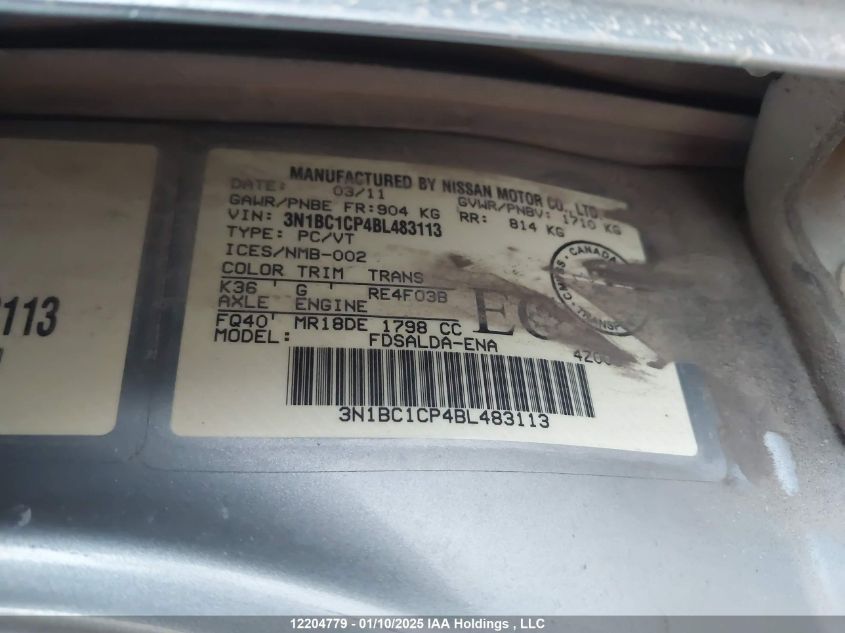 MANUFACTURED BY NISSAN MOTOR CO., LTD.
DATE: 03/11 GVWR/PNBV: 1710 KG
GAWR/PNBE FR:904 KG RR: 814 KG
VIN: 3N1BC1CP4BL483113
TYPE: PC/VT
ICES/NMB-002
COLOR TRIM TRANS
K36 ' G ' RE4F03B
AXLE ENGINE
FQ40' MR18DE 1798 CC
MODEL: FDSALDA-ENA
3N1BC1CP4BL483113
CANADA
3113
12204779 - 01/10/2025 IAA Holdings , LLC